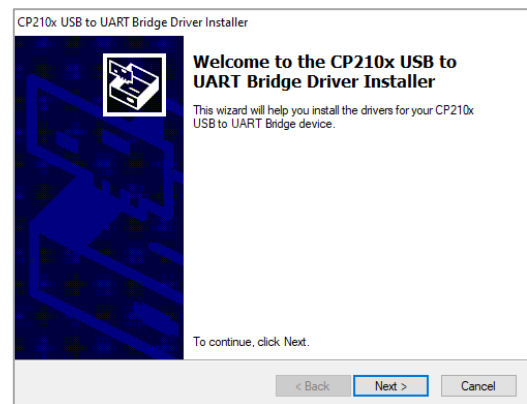 CP210x USB to UART Bridge Driver Installer
Welcome to the CP210x USB to
UART Bridge Driver Installer
This wizard will help you install the drivers for your CP210x
USB to UART Bridge device.
To continue, click Next.
< Back Next > Cancel